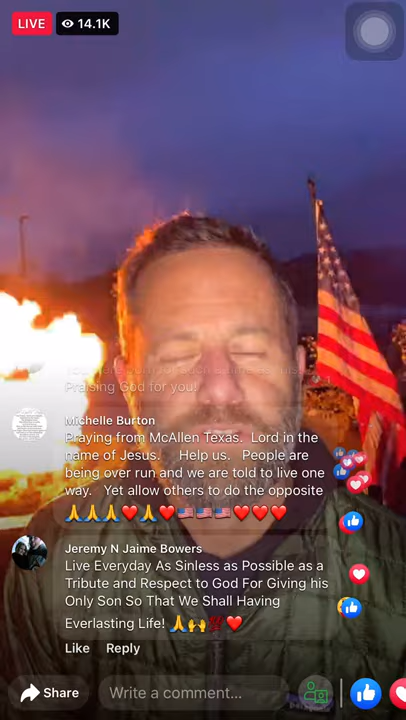 LIVE 14.1K
Praising God for you!
Michelle Burton
Praying from McAllen Texas. Lord in the
name of Jesus. Help us. People are
being over run and we are told to live one
way. Yet allow others to do the opposite
🙏🙏🙏❤️🙏❤️🇺🇸🇺🇸🇺🇸❤️❤️❤️
Jeremy N Jaime Bowers
Live Everyday As Sinless as Possible as a
Tribute and Respect to God For Giving his
Only Son So That We Shall Having
Everlasting Life! 🙏🙌💯❤️
Like Reply
Share Write a comment...